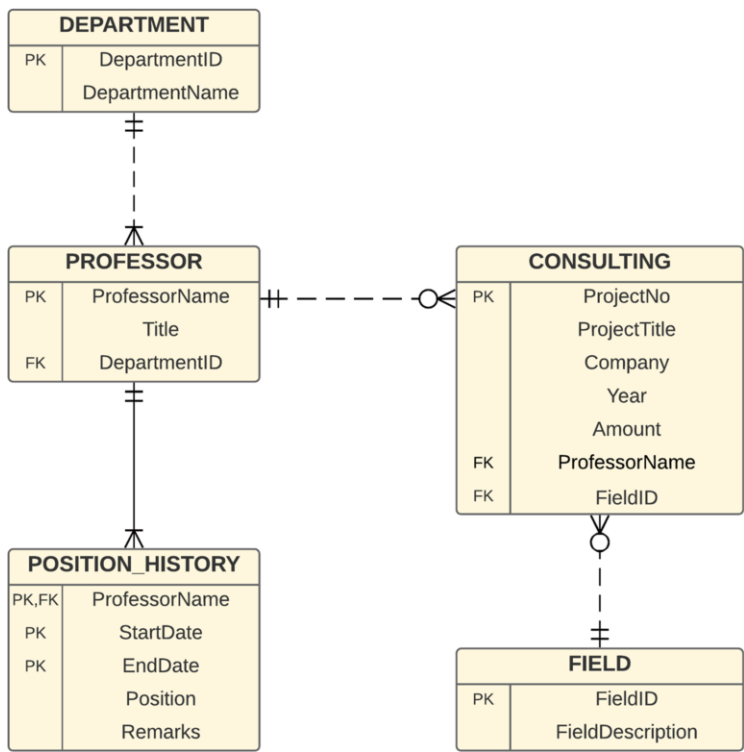 DEPARTMENT
PK DepartmentID
DepartmentName
PROFESSOR
PK ProfessorName
Title
FK DepartmentID
CONSULTING
PK ProjectNo
ProjectTitle
Company
Year
Amount
FK ProfessorName
FK FieldID
POSITION_HISTORY
PK,FK ProfessorName
PK StartDate
PK EndDate
Position
Remarks
FIELD
PK FieldID
FieldDescription